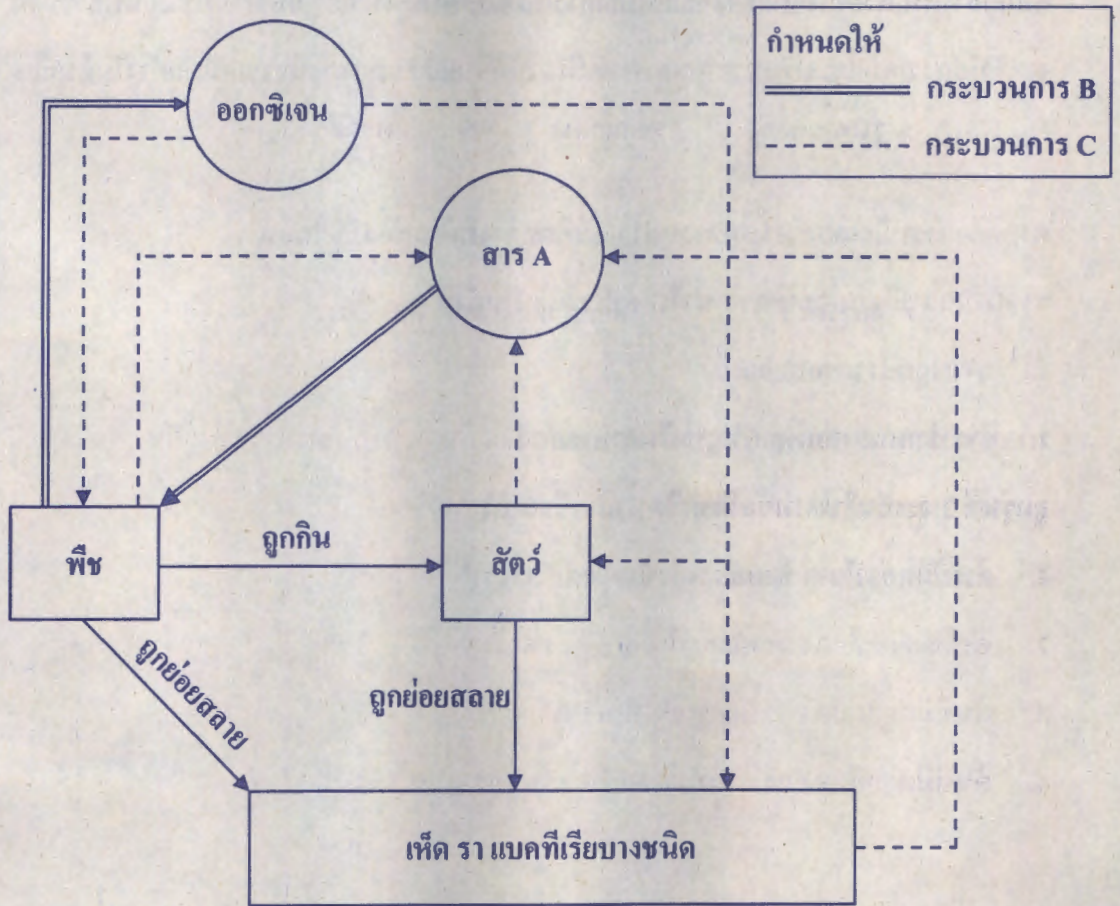 กำหนดให้
กระบวนการ B
กระบวนการ C
ออกซิเจน
สาร A
พืช
ถูกกิน
สัตว์
ถูกย่อยสลาย
ถูกย่อยสลาย
เห็ด รา แบคทีเรียบางชนิด